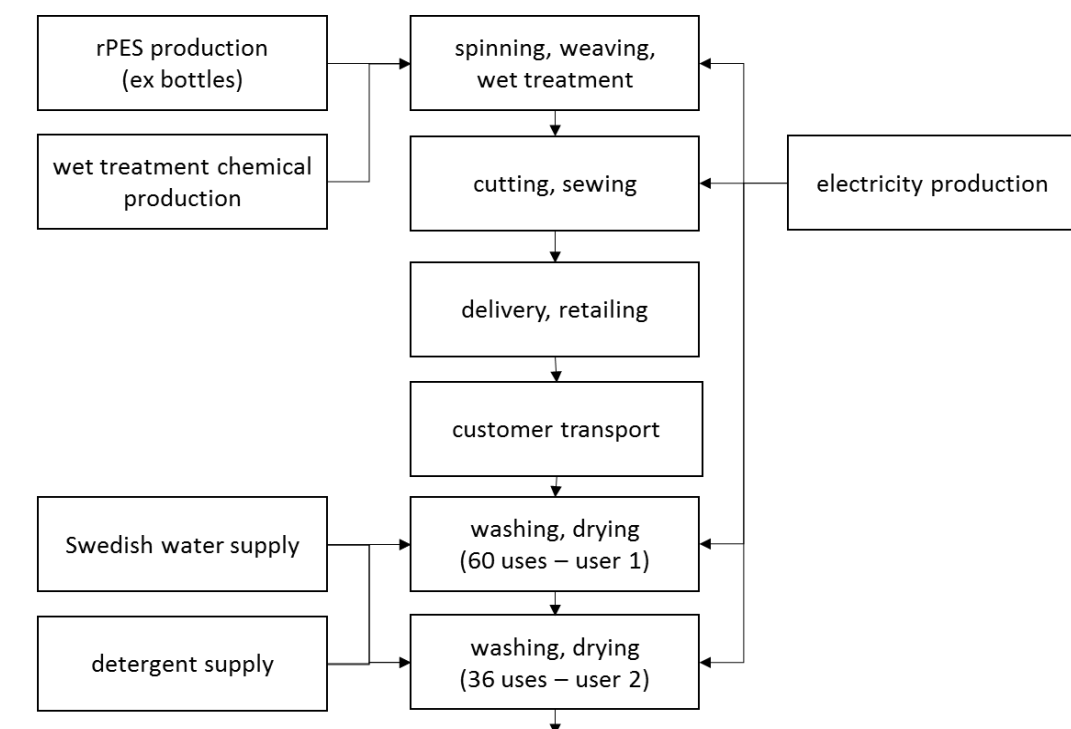 rPES production
(ex bottles)
spinning, weaving,
wet treatment
wet treatment chemical
production
cutting, sewing
electricity production
delivery, retailing
customer transport
Swedish water supply
washing, drying
(60 uses – user 1)
detergent supply
washing, drying
(36 uses – user 2)